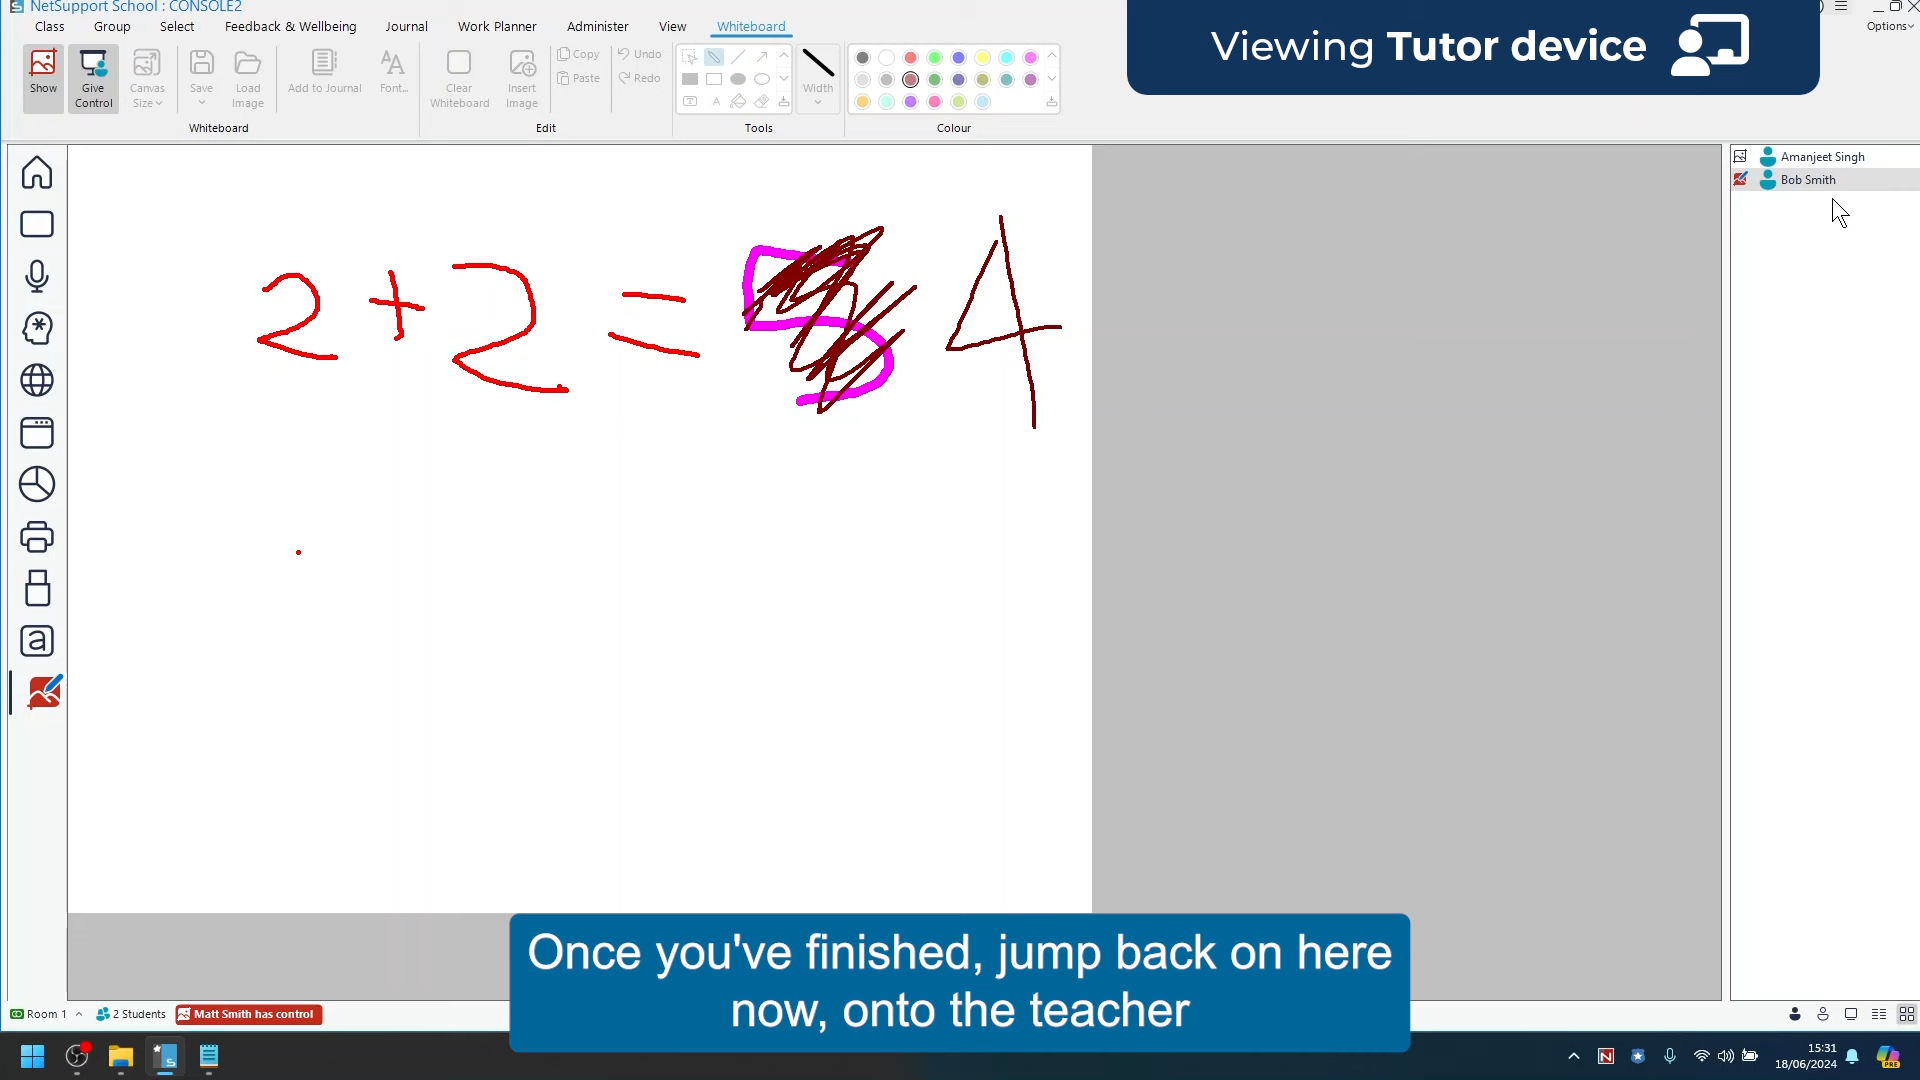 NetSupport School : CONSOLE2
Class Group Select Feedback & Wellbeing Journal Work Planner Administer View Whiteboard
Options
Viewing Tutor device
Show
Give Control
Canvas Size
Save
Load Image
Add to Journal
Font...
Clear Whiteboard
Insert Image
Copy
Paste
Undo
Redo
Width
Whiteboard
Edit
Tools
Colour
Amanjeet Singh
Bob Smith
2 + 2 = 5 4
Once you've finished, jump back on here
now, onto the teacher
Room 1 2 Students Matt Smith has control
15:31
18/06/2024